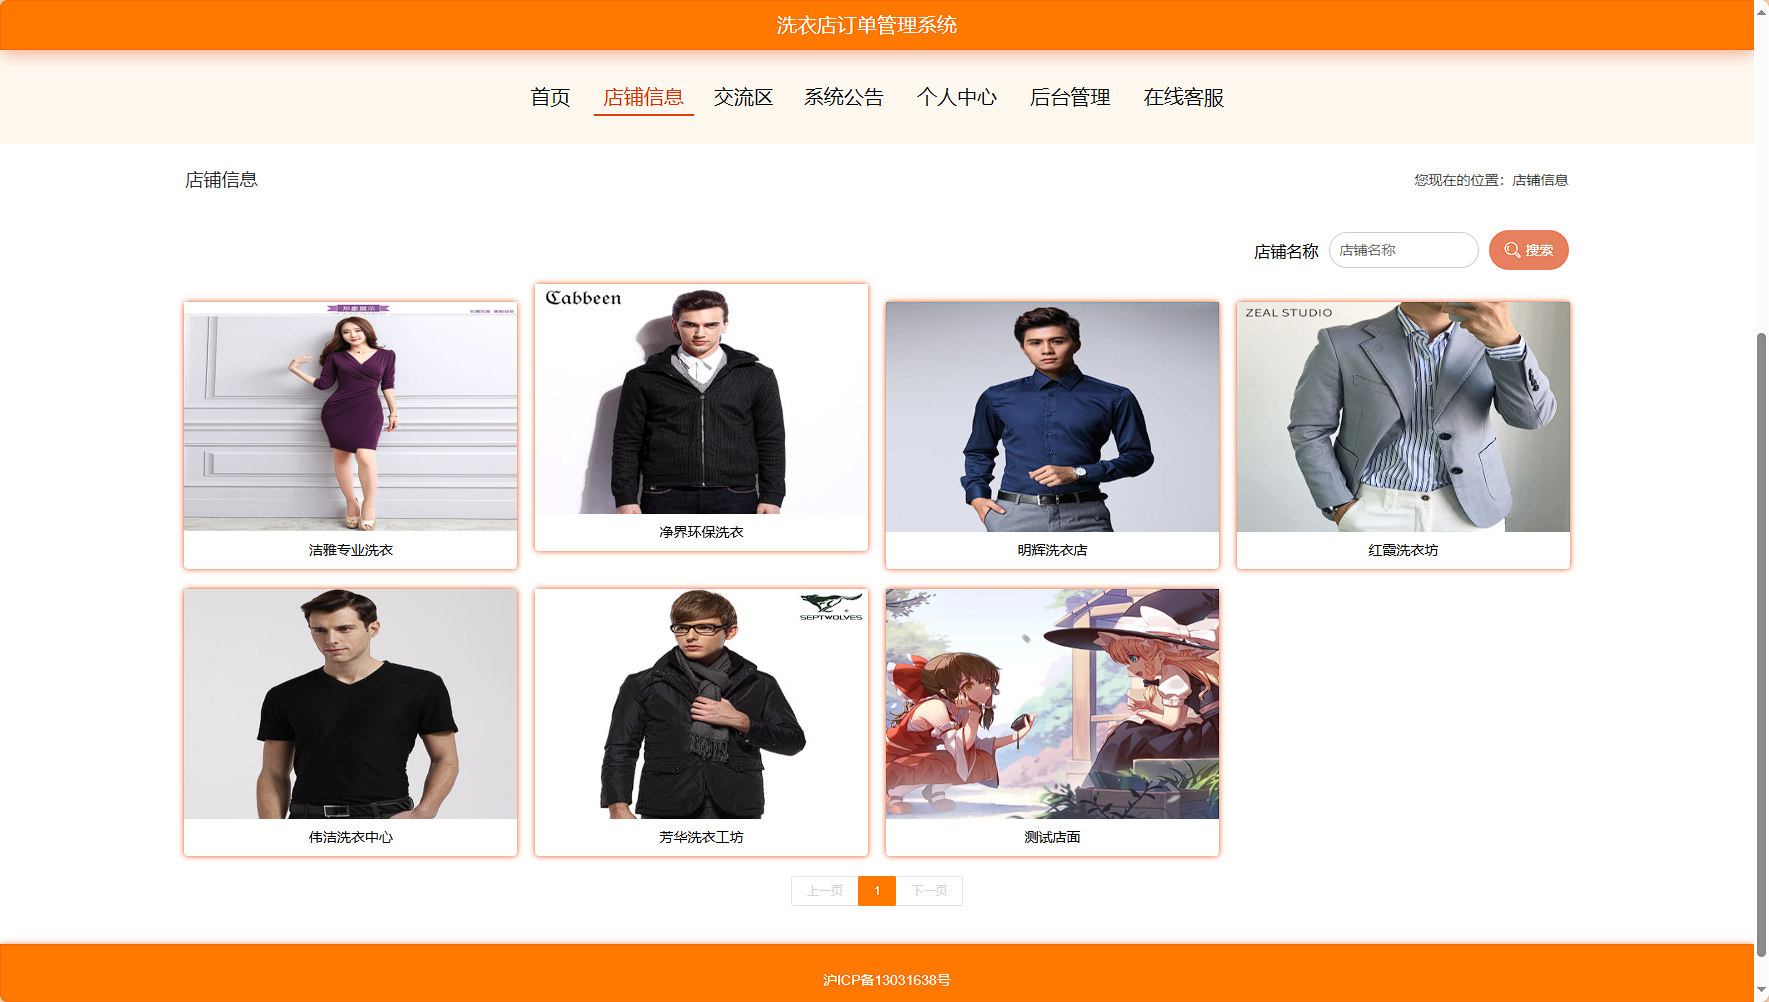 洗衣店订单管理系统
首页 店铺信息 交流区 系统公告 个人中心 后台管理 在线客服
店铺信息 您现在的位置：店铺信息
店铺名称 店铺名称 搜索
形象展示
Cabbeen
ZEAL STUDIO
洁雅专业洗衣
净界环保洗衣
明辉洗衣店
红霞洗衣坊
SEPTWOLVES
伟洁洗衣中心
芳华洗衣工坊
测试店面
上一页 1 下一页
沪ICP备13031638号